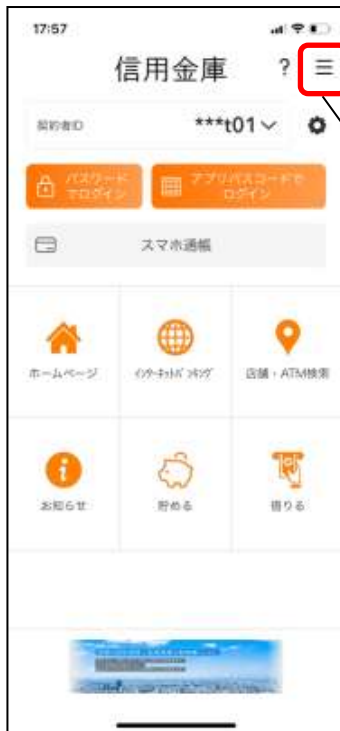 17:57
信用金庫 ?
契約者ID ***t01
パスワード
でログイン
アプリパスコードで
ログイン
スマホ通帳
ホームページ
ｲﾝﾀｰﾈｯﾄﾊﾞﾝｷﾝｸﾞ
店舗・ATM検索
お知らせ
貯める
借りる